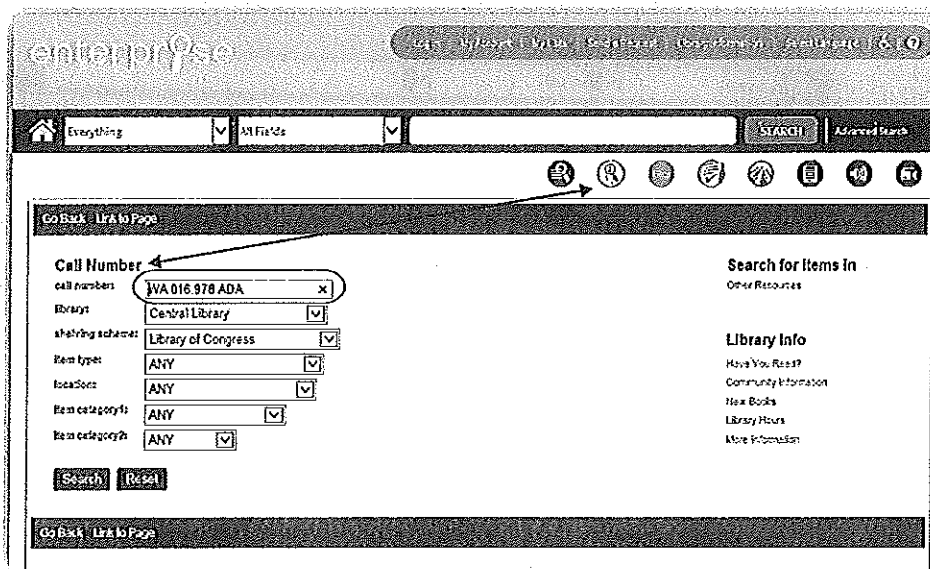 enterprise
Everything
All Fields
SEARCH
Advanced Search
Go Back Link to Page
Call Number
call number:
WA 016.978 ADA
×
library:
Central Library
shelving scheme:
Library of Congress
item type:
ANY
location:
ANY
item category1:
ANY
item category2:
ANY
Search
Reset
Search for Items in
Other Resources
Library Info
Have You Read?
Community Information
New Books
Library Hours
More Information
Go Back Link to Page